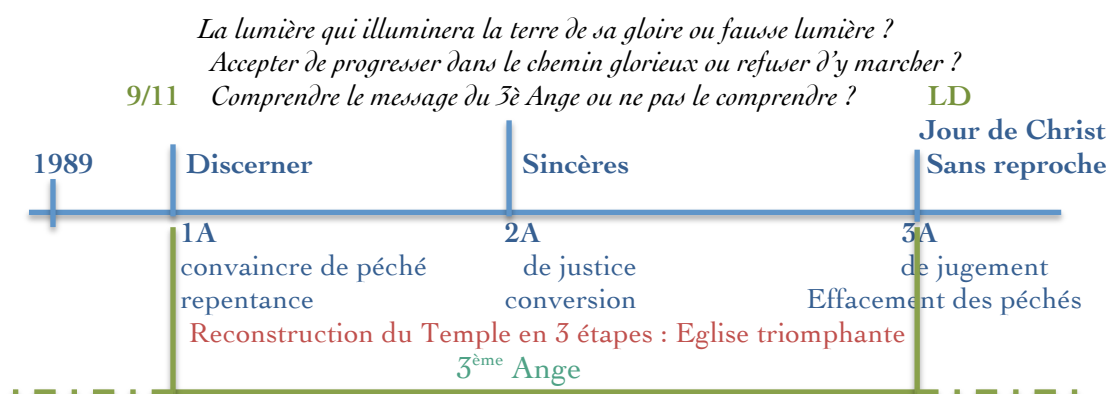 La lumière qui illuminera la terre de sa gloire ou fausse lumière ?
Accepter de progresser dans le chemin glorieux ou refuser d'y marcher ?
9/11 Comprendre le message du 3è Ange ou ne pas le comprendre ? LD
Jour de Christ
1989 Discerner Sincères Sans reproche
1A 2A 3A
convaincre de péché de justice de jugement
repentance conversion Effacement des péchés
Reconstruction du Temple en 3 étapes : Eglise triomphante
3ème Ange